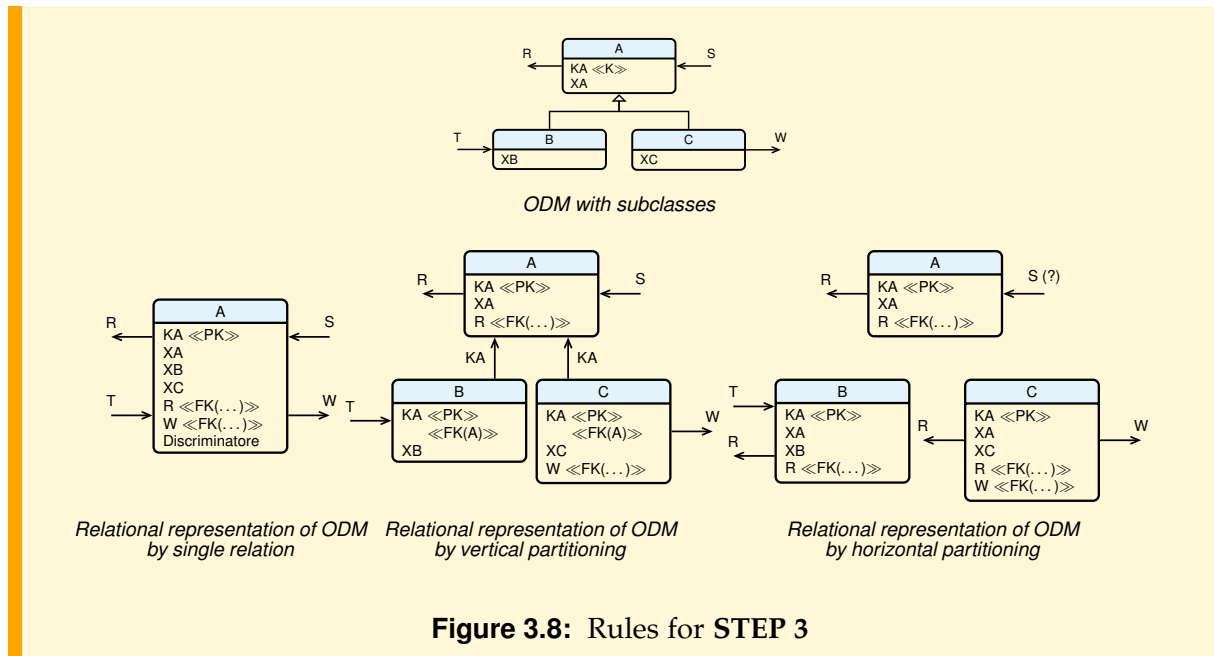 A
R
S
KA ≪K≫
XA
B
C
T
W
XB
XC
ODM with subclasses
A
R
S
KA ≪PK≫
XA
XB
XC
T
W
R ≪FK(...)≫
W ≪FK(...)≫
Discriminatore
Relational representation of ODM
by single relation
A
R
S
KA ≪PK≫
XA
R ≪FK(...)≫
KA
KA
B
C
T
W
KA ≪PK≫
≪FK(A)≫
XB
KA ≪PK≫
≪FK(A)≫
XC
W ≪FK(...)≫
Relational representation of ODM
by vertical partitioning
A
R
S (?)
KA ≪PK≫
XA
R ≪FK(...)≫
B
T
R
KA ≪PK≫
XA
XB
R ≪FK(...)≫
C
R
W
KA ≪PK≫
XA
XC
R ≪FK(...)≫
W ≪FK(...)≫
Relational representation of ODM
by horizontal partitioning
Figure 3.8: Rules for STEP 3